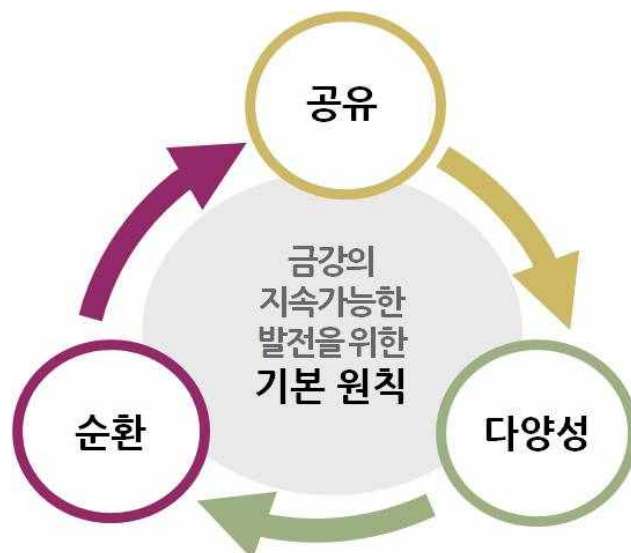 공유
금강의
지속가능한
발전을 위한
기본 원칙
순환
다양성